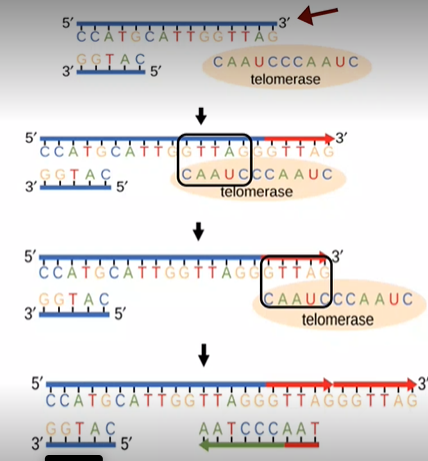 5' 3'
CCATGCATTGGTTAG
GGTAC CAAUCCCAAUC
3' 5' telomerase
5' 3'
CCATGCATTGGTTAGGGTTAG
GGTAC CAAUCCCAAUC
3' 5' telomerase
5' 3'
CCATGCATTGGTTAGGGTTAG
GGTAC CAAUCCCAAUC
3' 5' telomerase
5' 3'
CCATGCATTGGTTAGGGTTAGGGTTAG
GGTAC AATCCCAAT
3' 5'